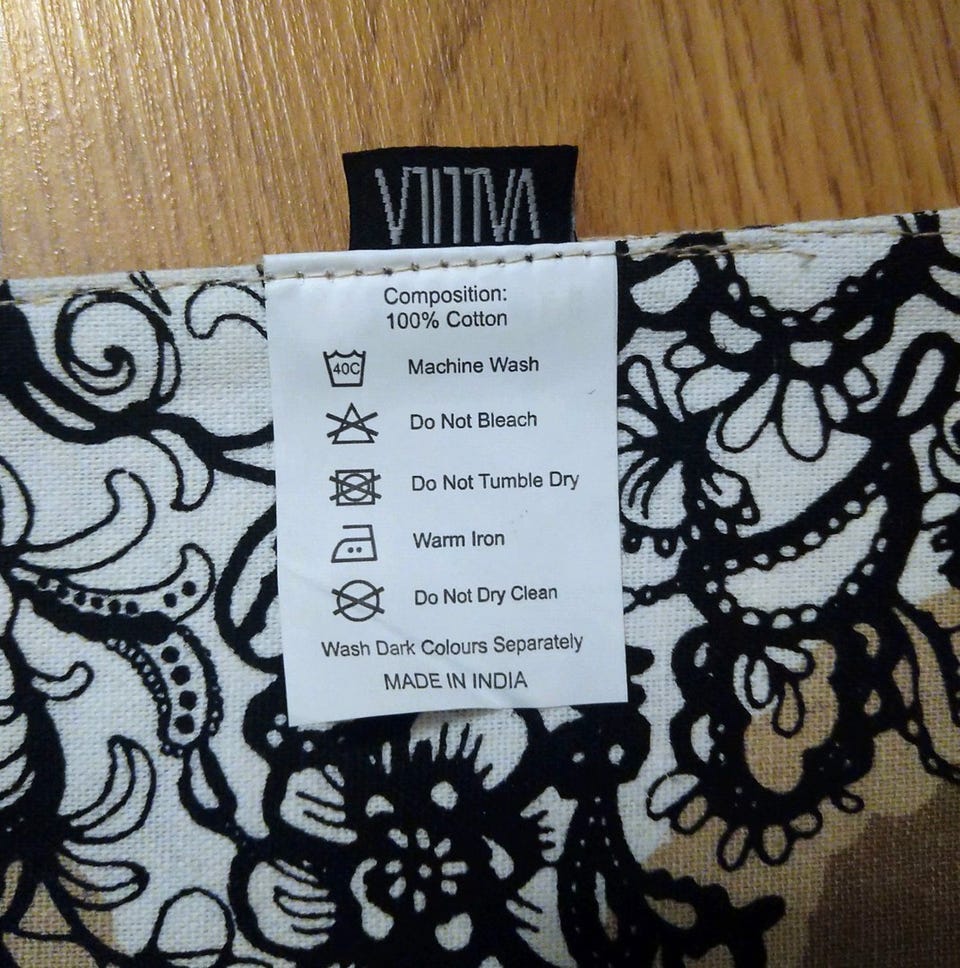 Composition:
100% Cotton
40C Machine Wash
Do Not Bleach
Do Not Tumble Dry
Warm Iron
Do Not Dry Clean
Wash Dark Colours Separately
MADE IN INDIA